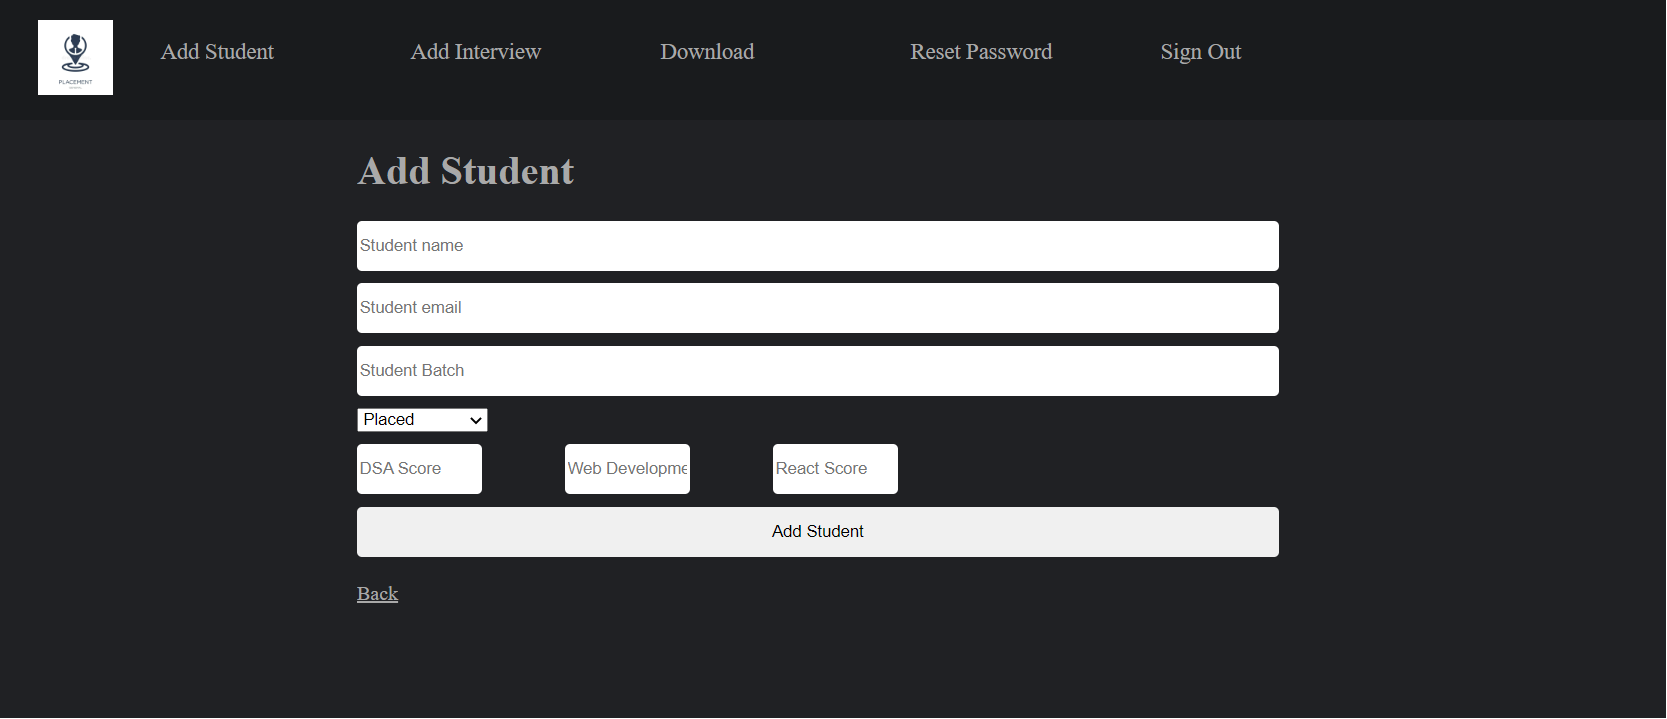 PLACEMENT
Add Student
Add Interview
Download
Reset Password
Sign Out
Add Student
Student name
Student email
Student Batch
Placed
DSA Score
Web Developme
React Score
Add Student
Back